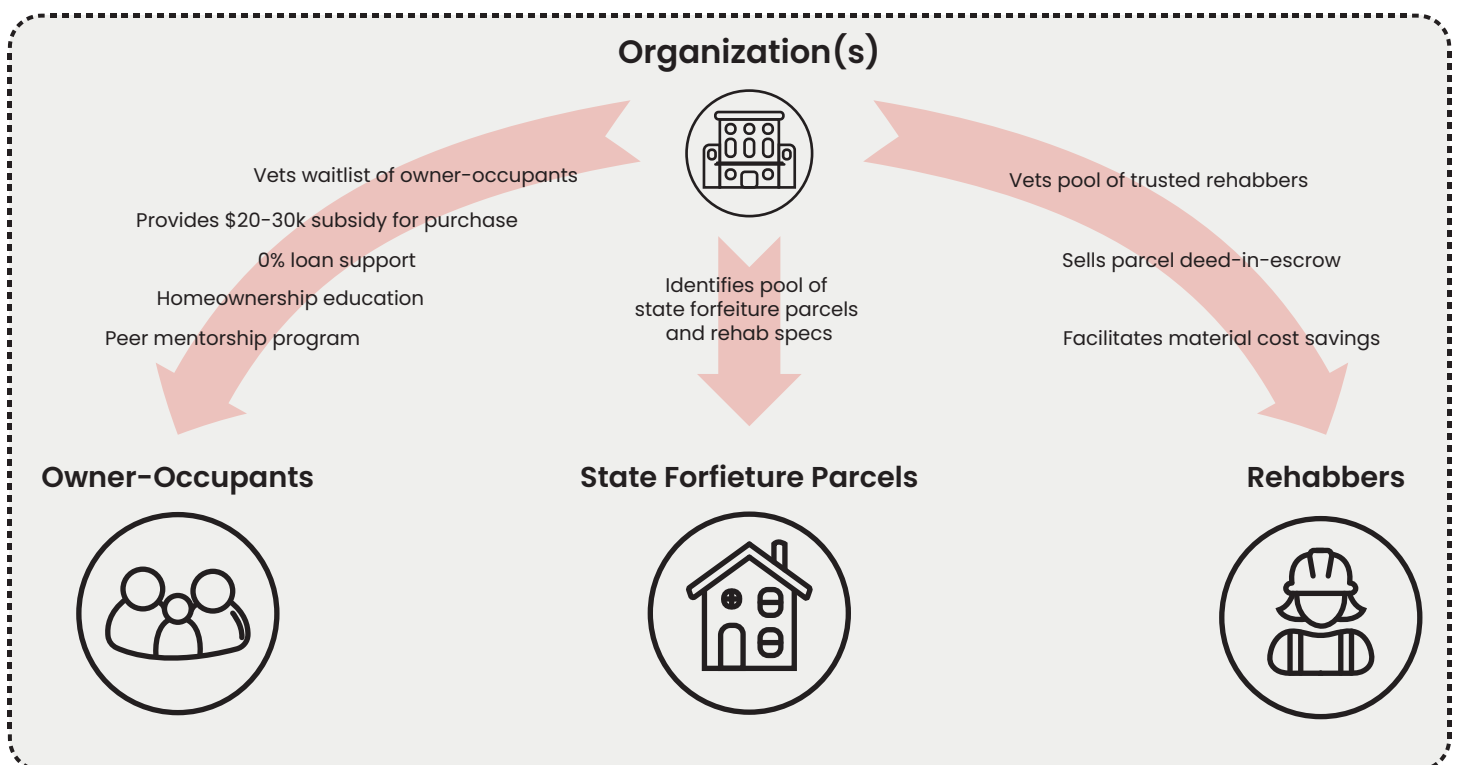 Organization(s)
Vets waitlist of owner-occupants
Provides $20-30k subsidy for purchase
0% loan support
Homeownership education
Peer mentorship program
Identifies pool of
state forfeiture parcels
and rehab specs
Vets pool of trusted rehabbers
Sells parcel deed-in-escrow
Facilitates material cost savings
Owner-Occupants
State Forfieture Parcels
Rehabbers